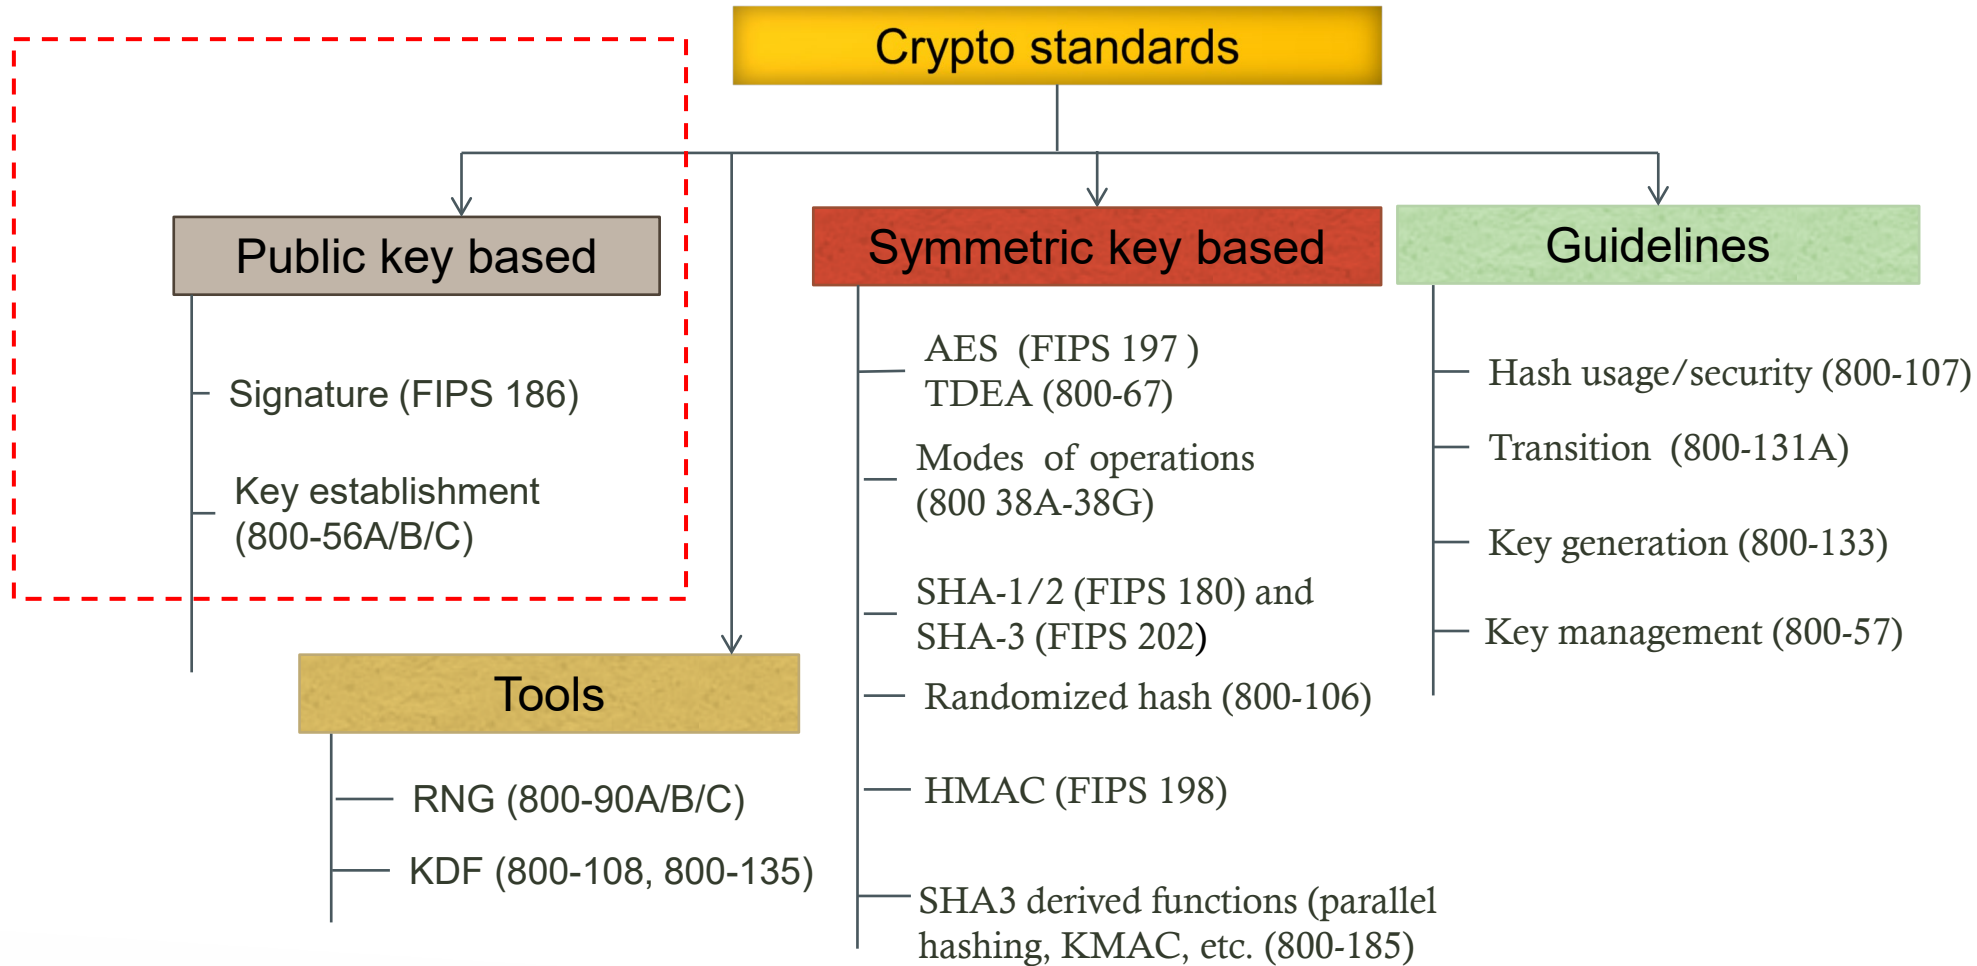 Crypto standards
Public key based
Signature (FIPS 186)
Key establishment
(800-56A/B/C)
Tools
RNG (800-90A/B/C)
KDF (800-108, 800-135)
Symmetric key based
AES  (FIPS 197 )
TDEA (800-67)
Modes  of operations
(800 38A-38G)
SHA-1/2 (FIPS 180) and
SHA-3 (FIPS 202)
Randomized hash (800-106)
HMAC (FIPS 198)
SHA3 derived functions (parallel
hashing, KMAC, etc. (800-185)
Guidelines
Hash usage/security (800-107)
Transition  (800-131A)
Key generation (800-133)
Key management (800-57)